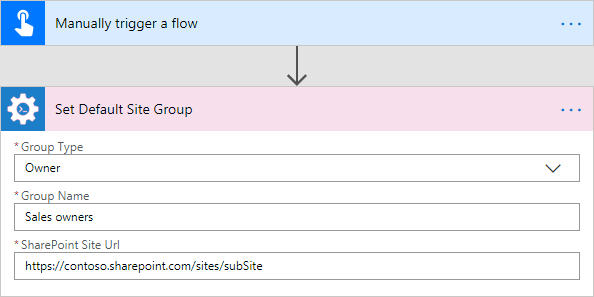 Manually trigger a flow
Set Default Site Group
* Group Type
Owner
* Group Name
Sales owners
* SharePoint Site Url
https://contoso.sharepoint.com/sites/subSite